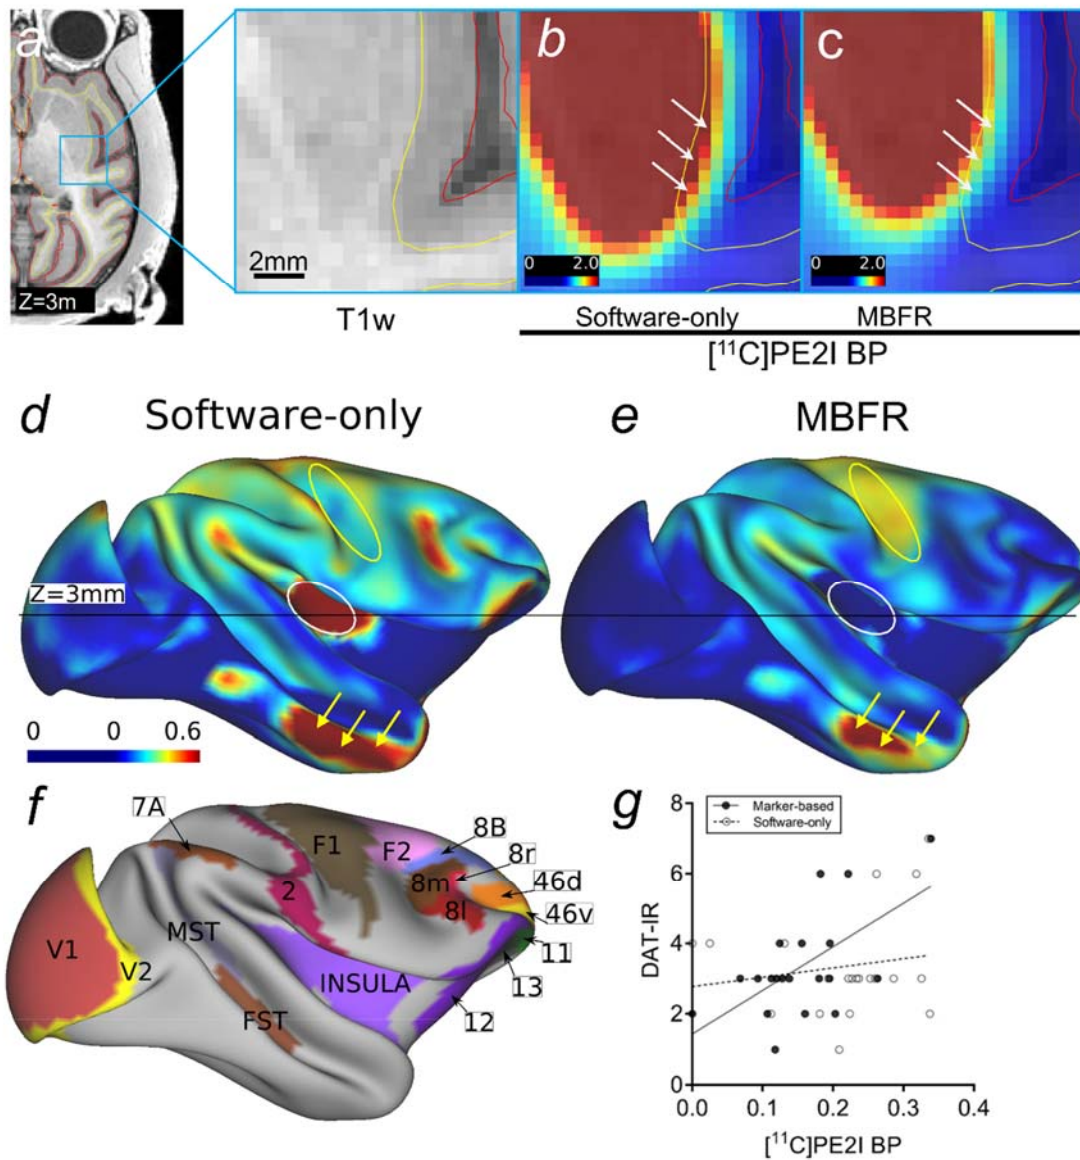 a
b
c
Z=3m
2mm
0 2.0
0 2.0
T1w
Software-only
MBFR
[¹¹C]PE2I BP
d
Software-only
e
MBFR
Z=3mm
0 0 0.6
f
7A
F1
F2
8B
8r
8m
46d
2
8l
46v
V1
MST
V2
11
INSULA
13
FST
12
g
8
Marker-based
Software-only
6
4
2
0
DAT-IR
0.0 0.1 0.2 0.3 0.4
[¹¹C]PE2I BP